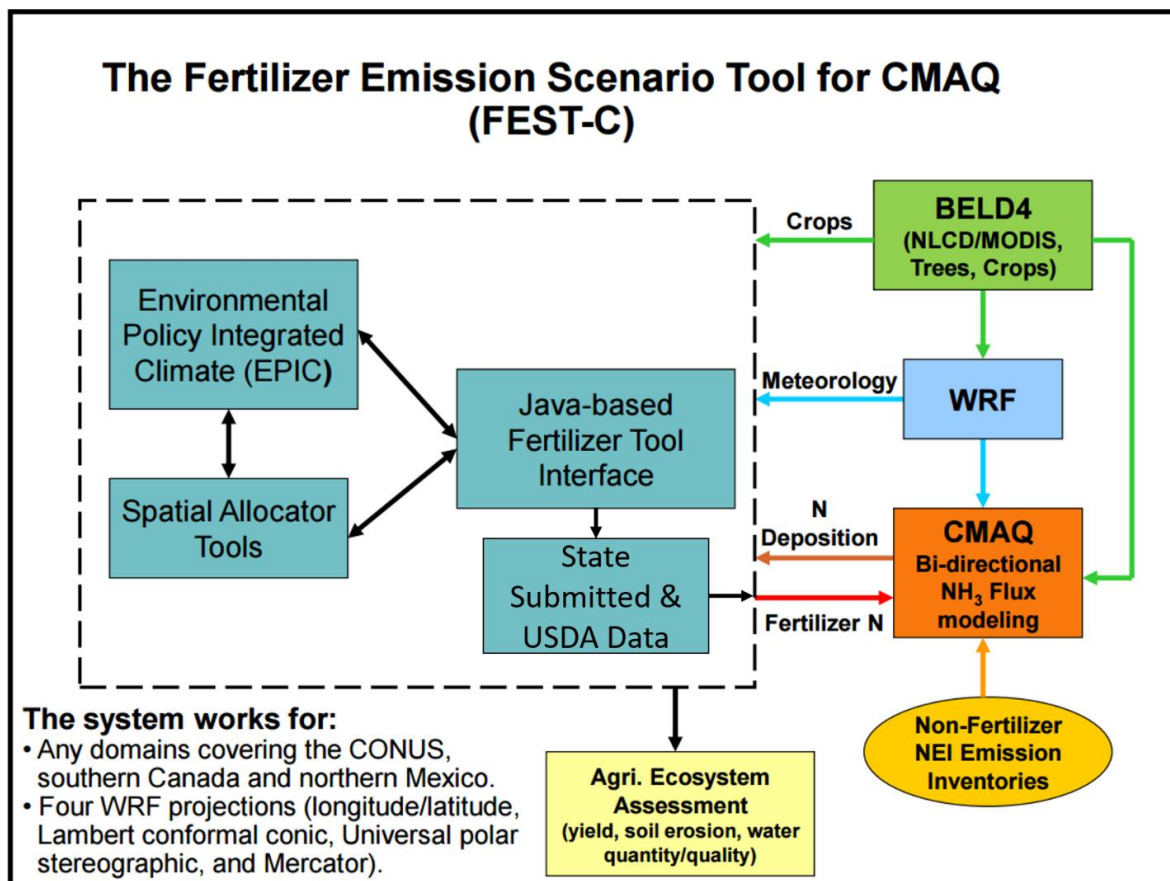 The Fertilizer Emission Scenario Tool for CMAQ
(FEST-C)
Environmental
Policy Integrated
Climate (EPIC)
Spatial Allocator
Tools
Java-based
Fertilizer Tool
Interface
State
Submitted &
USDA Data
Crops
Meteorology
N
Deposition
Fertilizer N
BELD4
(NLCD/MODIS,
Trees, Crops)
WRF
CMAQ
Bi-directional
NH₃ Flux
modeling
Non-Fertilizer
NEI Emission
Inventories
Agri. Ecosystem
Assessment
(yield, soil erosion, water
quantity/quality)
The system works for:
• Any domains covering the CONUS,
southern Canada and northern Mexico.
• Four WRF projections (longitude/latitude,
Lambert conformal conic, Universal polar
stereographic, and Mercator).